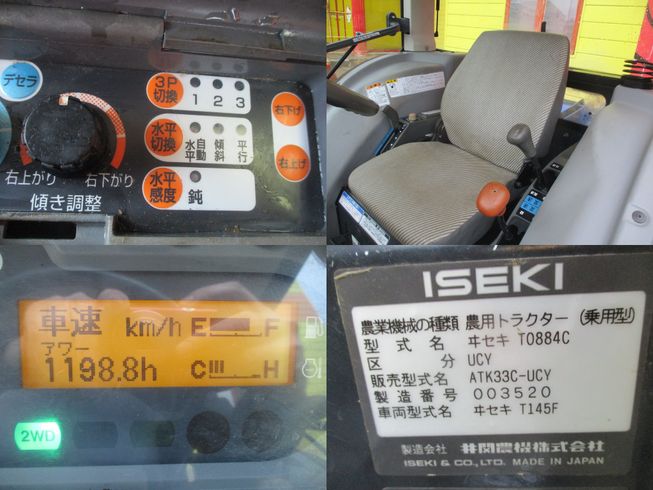 デセラ
3P
切換
1 2 3
右下げ
水平
切換
自動
水平
傾斜
平行
右上げ
水平
感度
鈍
右上がり 右下がり
傾き調整
車速 km/h E F
アワー
1198.8h C H
2WD
ISEKI
農業機械の種類 農用トラクター(乗用型)
型式名 ヰセキ TO884C
区分 UCY
販売型式名 ATK33C-UCY
製造番号 003520
車両型式名 ヰセキ T145F
製造会社 井関農機株式会社
ISEKI & CO., LTD. MADE IN JAPAN